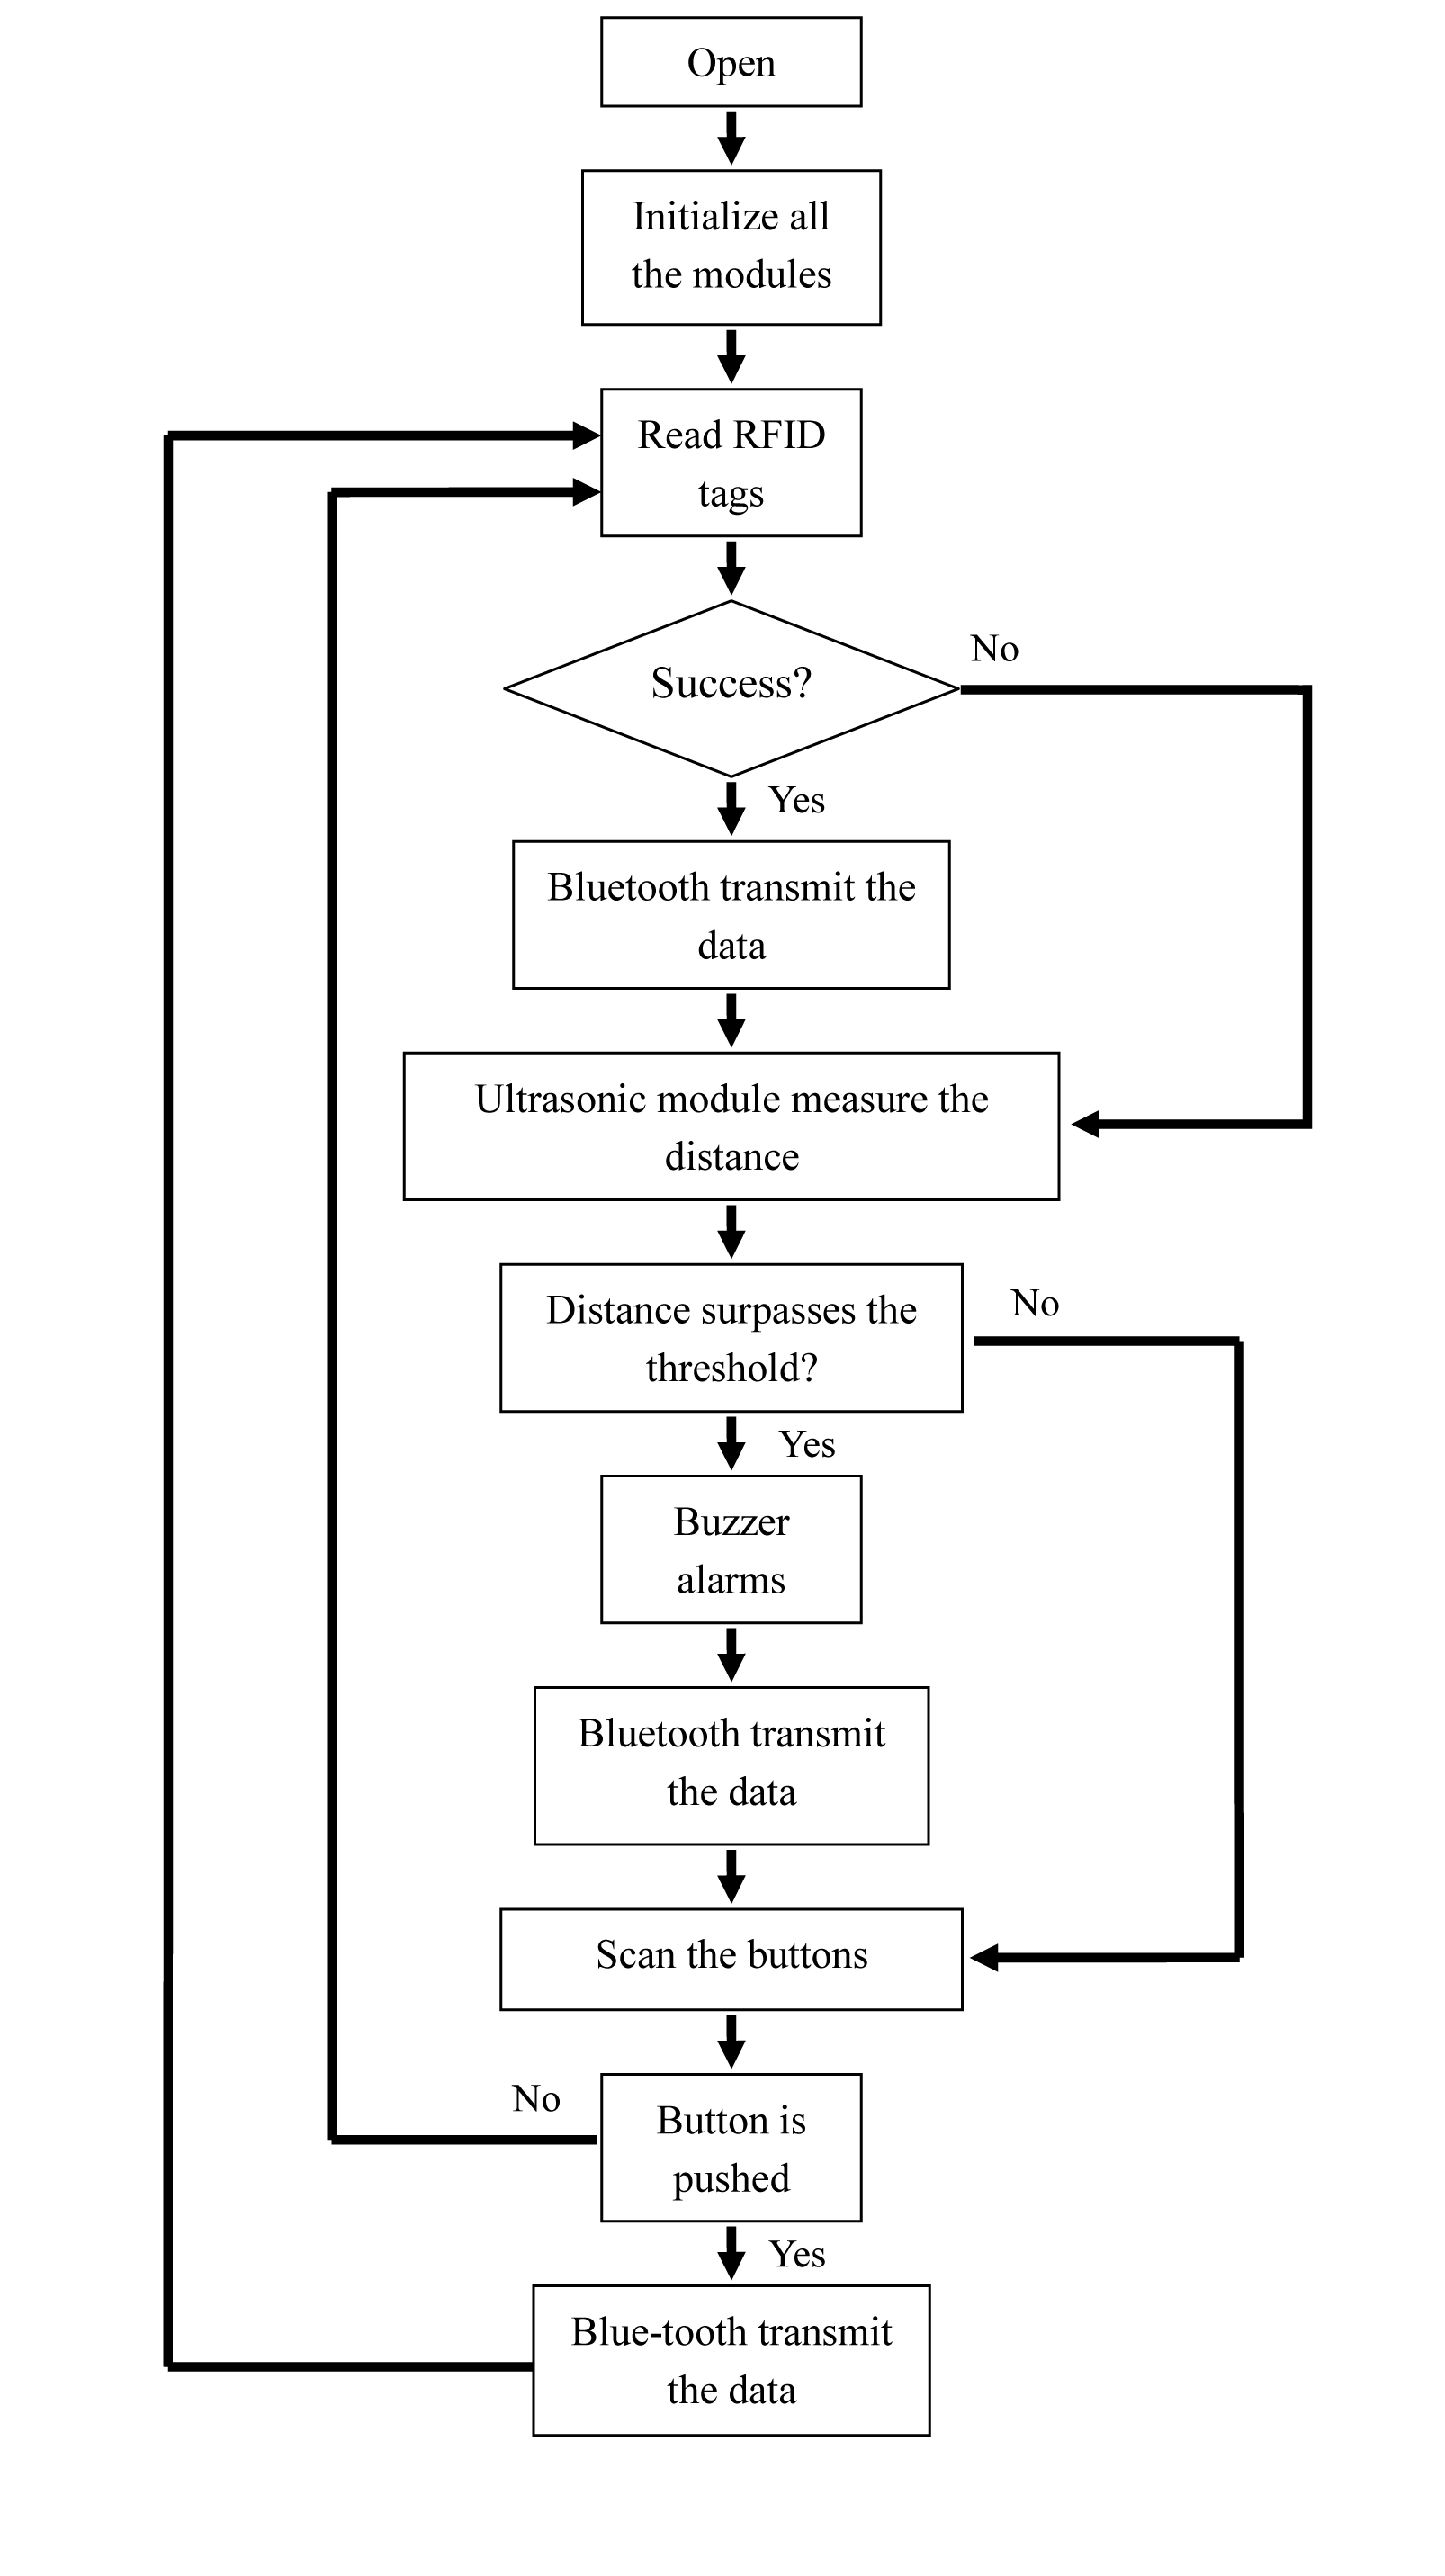 Open
Initialize all
the modules
Read RFID
tags
Success?
No
Yes
Bluetooth transmit the
data
Ultrasonic module measure the
distance
Distance surpasses the
threshold?
No
Yes
Buzzer
alarms
Bluetooth transmit
the data
Scan the buttons
No
Button is
pushed
Yes
Blue-tooth transmit
the data